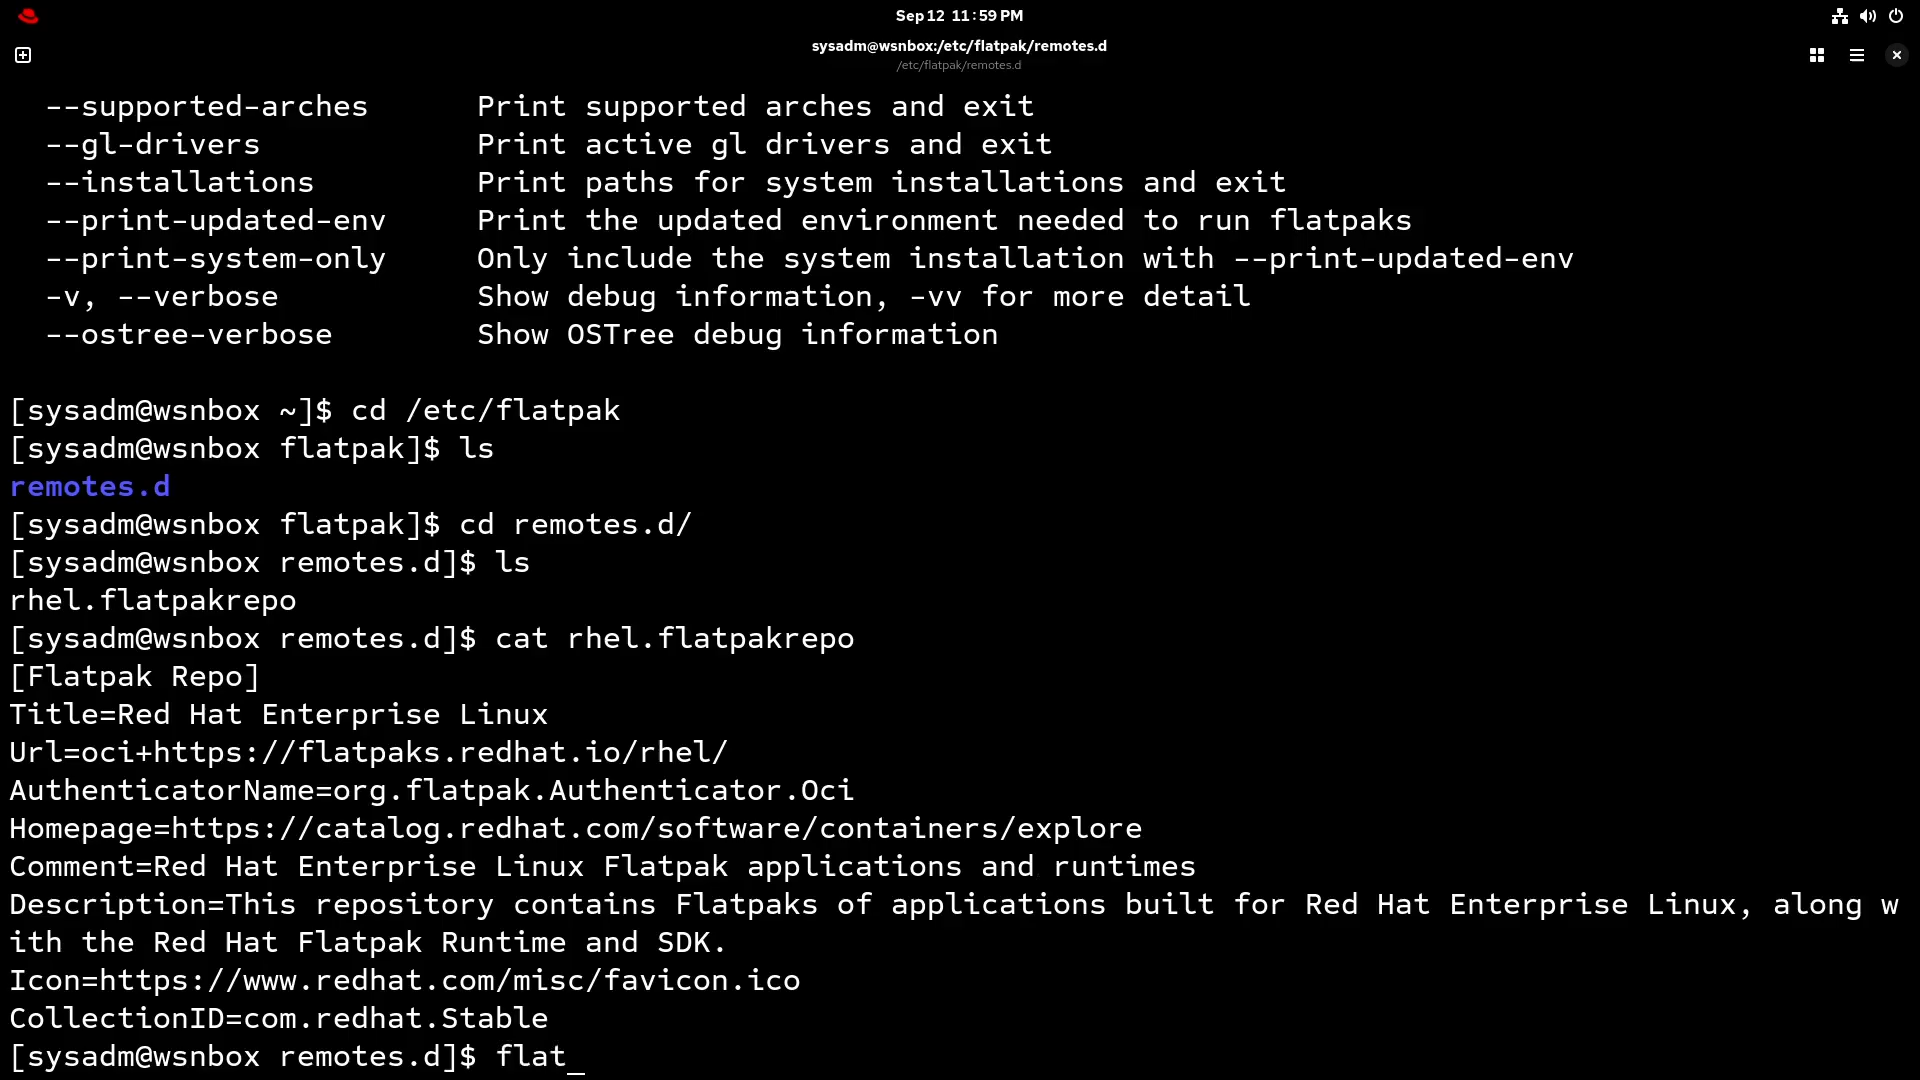 Sep 12 11:59 PM
sysadm@wsnbox:/etc/flatpak/remotes.d
/etc/flatpak/remotes.d
--supported-arches Print supported arches and exit
--gl-drivers Print active gl drivers and exit
--installations Print paths for system installations and exit
--print-updated-env Print the updated environment needed to run flatpaks
--print-system-only Only include the system installation with --print-updated-env
-v, --verbose Show debug information, -vv for more detail
--ostree-verbose Show OSTree debug information
[sysadm@wsnbox ~]$ cd /etc/flatpak
[sysadm@wsnbox flatpak]$ ls
remotes.d
[sysadm@wsnbox flatpak]$ cd remotes.d/
[sysadm@wsnbox remotes.d]$ ls
rhel.flatpakrepo
[sysadm@wsnbox remotes.d]$ cat rhel.flatpakrepo
[Flatpak Repo]
Title=Red Hat Enterprise Linux
Url=oci+https://flatpaks.redhat.io/rhel/
AuthenticatorName=org.flatpak.Authenticator.Oci
Homepage=https://catalog.redhat.com/software/containers/explore
Comment=Red Hat Enterprise Linux Flatpak applications and runtimes
Description=This repository contains Flatpaks of applications built for Red Hat Enterprise Linux, along w
ith the Red Hat Flatpak Runtime and SDK.
Icon=https://www.redhat.com/misc/favicon.ico
CollectionID=com.redhat.Stable
[sysadm@wsnbox remotes.d]$ flat_